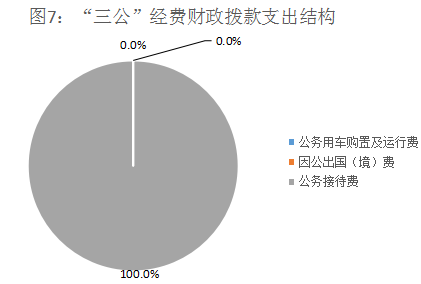 图7：“三公”经费财政拨款支出结构
0.0%
0.0%
公务用车购置及运行费
因公出国（境）费
公务接待费
100.0%